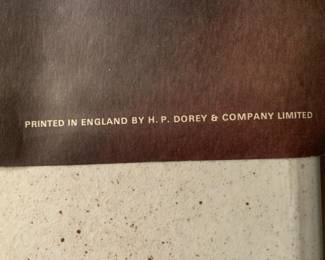 PRINTED IN ENGLAND BY H. P. DOREY & COMPANY LIMITED